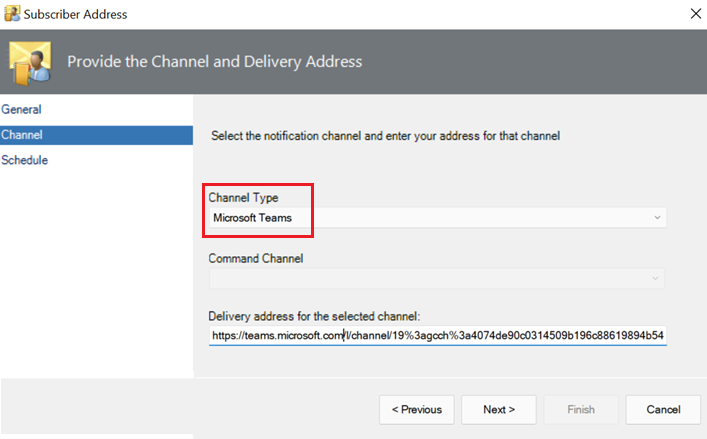 Subscriber Address
Provide the Channel and Delivery Address
General
Channel
Schedule
Select the notification channel and enter your address for that channel
Channel Type
Microsoft Teams
Command Channel
Delivery address for the selected channel:
https://teams.microsoft.com/l/channel/19%3agcch%3a4074de90c0314509b196c88619894b54
< Previous
Next >
Finish
Cancel